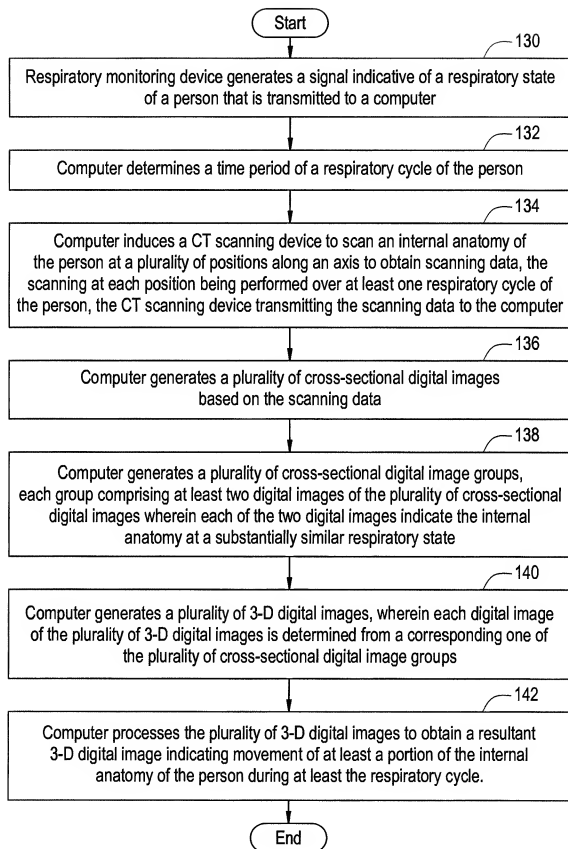 Start
130
Respiratory monitoring device generates a signal indicative of a respiratory state
of a person that is transmitted to a computer
132
Computer determines a time period of a respiratory cycle of the person
134
Computer induces a CT scanning device to scan an internal anatomy of
the person at a plurality of positions along an axis to obtain scanning data, the
scanning at each position being performed over at least one respiratory cycle of
the person, the CT scanning device transmitting the scanning data to the computer
136
Computer generates a plurality of cross-sectional digital images
based on the scanning data
138
Computer generates a plurality of cross-sectional digital image groups,
each group comprising at least two digital images of the plurality of cross-sectional
digital images wherein each of the two digital images indicate the internal
anatomy at a substantially similar respiratory state
140
Computer generates a plurality of 3-D digital images, wherein each digital image
of the plurality of 3-D digital images is determined from a corresponding one of
the plurality of cross-sectional digital image groups
142
Computer processes the plurality of 3-D digital images to obtain a resultant
3-D digital image indicating movement of at least a portion of the internal
anatomy of the person during at least the respiratory cycle.
End